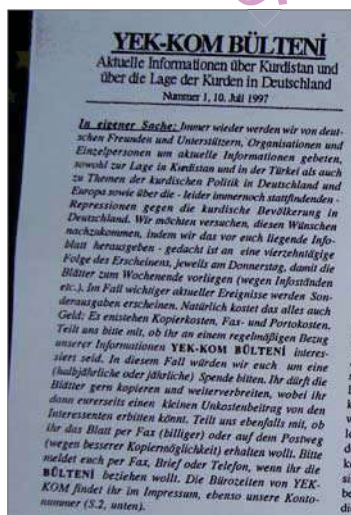 YEK-KOM BÜLTENİ
Aktuelle Informationen über Kurdistan und
über die Lage der Kurden in Deutschland
Nummer 1, 10. Juli 1997
In eigener Sache: Immer wieder werden wir von deut-
schen Freunden und Unterstützern, Organisationen und
Einzelpersonen um aktuelle Informationen gebeten,
sowohl zur Lage in Kurdistan und in der Türkei als auch
zu Themen der kurdischen Politik in Deutschland und
Europa sowie über die - leider immernoch stattfindenden -
Repressionen gegen die kurdische Bevölkerung in
Deutschland. Wir möchten versuchen, diesen Wünschen
nachzukommen, indem wir das vor euch liegende Info-
blatt herausgeben - gedacht ist an eine vierzehntägige
Folge des Erscheinens, jeweils am Donnerstag, damit die
Blätter zum Wochenende vorliegen (wegen Infoständen
etc.). Im Fall wichtiger aktueller Ereignisse werden Son-
derausgaben erscheinen. Natürlich kostet das alles auch
Geld: Es enistehen Kopierkosten, Fax- und Portokosten.
Teilt uns bitte mit, ob ihr an einem regelmäßigen Bezug
unserer Informationen YEK-KOM BÜLTENİ interes-
siert seid. In diesem Fall würden wir euch um eine
(halbjährliche oder jährliche) Spende bitten. Ihr dürft die
Blätter gern kopieren und weiterverbreiten, wobei ihr
dann eurerseits einen kleinen Unkostenbeitrag von den
Interessenten erbitten könnt. Teilt uns ebenfalls mit, ob
ihr das Blatt per Fax (billiger) oder auf dem Postweg
(wegen besserer Kopiermöglichkeit) erhalten wollt. Bitte
meldet euch per Fax, Brief oder Telefon, wenn ihr die
BÜLTENİ beziehen wollt. Die Bürozeiten von YEK-
KOM findet ihr im Impressum, ebenso unsere Konto-
nummer (S.2, unten).